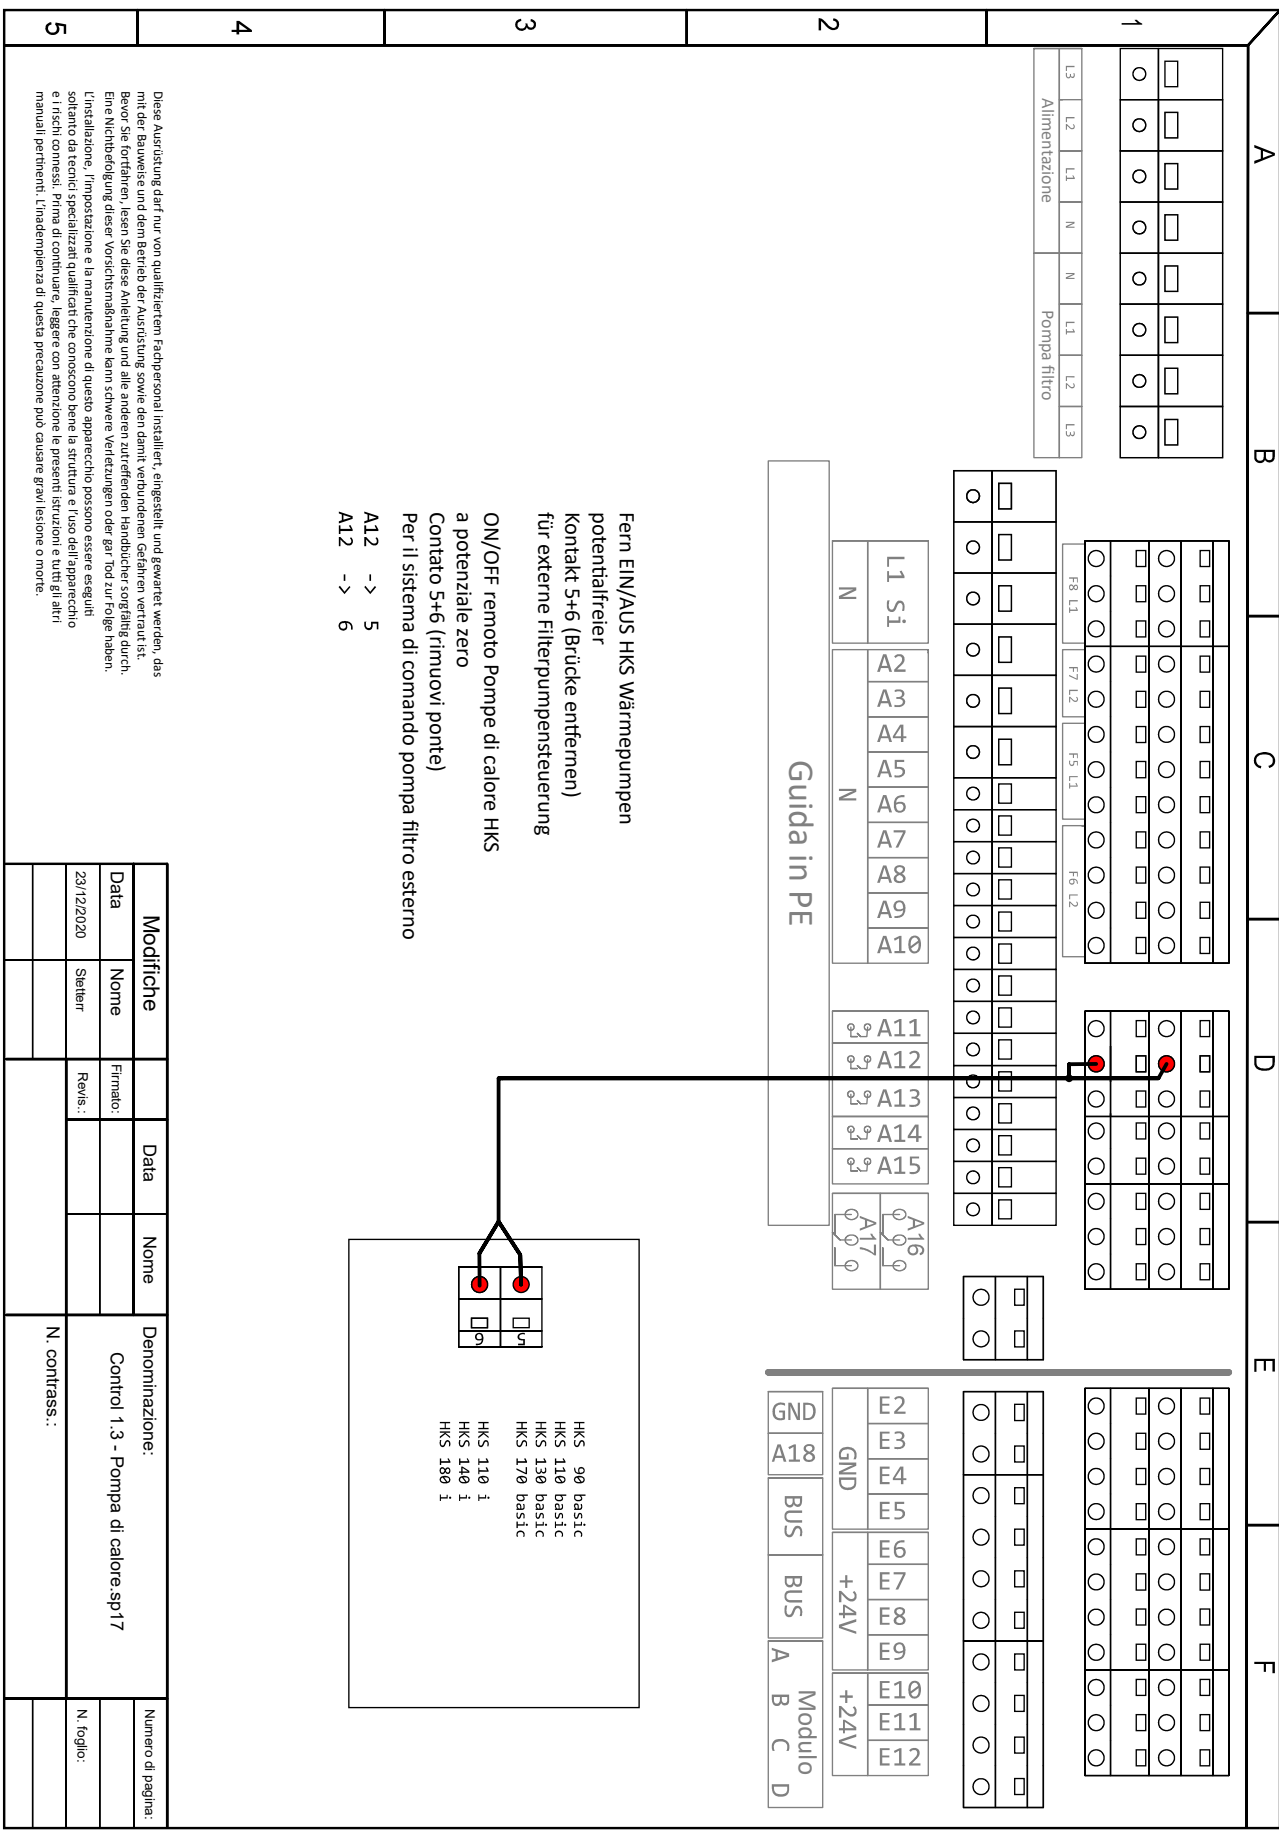 A
B
C
D
E
F
1
2
3
4
5
L3
L2
L1
N
N
L1
L2
L3
Alimentazione
Pompa filtro
F8 L1
F7 L2
F5 L1
F6 L2
L1 Si
A2
A3
A4
A5
A6
A7
A8
A9
A10
A11
A12
A13
A14
A15
A16
A17
N
N
Guida in PE
E2
E3
E4
E5
E6
E7
E8
E9
E10
E11
E12
GND
+24V
+24V
GND
A18
BUS
BUS
Modulo
A B C D
Fern EIN/AUS HKS Wärmepumpen
potentialfreier
Kontakt 5+6 (Brücke entfernen)
für externe Filterpumpensteuerung
ON/OFF remoto Pompe di calore HKS
a potenziale zero
Contato 5+6 (rimuovi ponte)
Per il sistema di comando pompa filtro esterno
A12 -> 5
A12 -> 6
5
6
HKS 90 basic
HKS 110 basic
HKS 130 basic
HKS 170 basic
HKS 110 i
HKS 140 i
HKS 180 i
Diese Ausrüstung darf nur von qualifiziertem Fachpersonal installiert, eingestellt und gewartet werden, das
mit der Bauweise und dem Betrieb der Ausrüstung sowie den damit verbundenen Gefahren vertraut ist.
Bevor Sie fortfahren, lesen Sie diese Anleitung und alle anderen zutreffenden Handbücher sorgfältig durch.
Eine Nichtbefolgung dieser Vorsichtsmaßnahme kann schwere Verletzungen oder gar Tod zur Folge haben.
L'installazione, l'impostazione e la manutenzione di questo apparecchio possono essere eseguiti
soltanto da tecnici specializzati qualificati che conoscono bene la struttura e l'uso dell'apparecchio
e i rischi connessi. Prima di continuare, leggere con attenzione le presenti istruzioni e tutti gli altri
manuali pertinenti. L'inadempienza di questa precauzone può causare gravi lesione o morte.
Modifiche
Data
Nome
23/12/2020
Stetterr
Data
Nome
Firmato:
Revis.:
Denominazione:
Control 1.3 - Pompa di calore.sp17
N. contrass.:
Numero di pagina:
N. foglio: